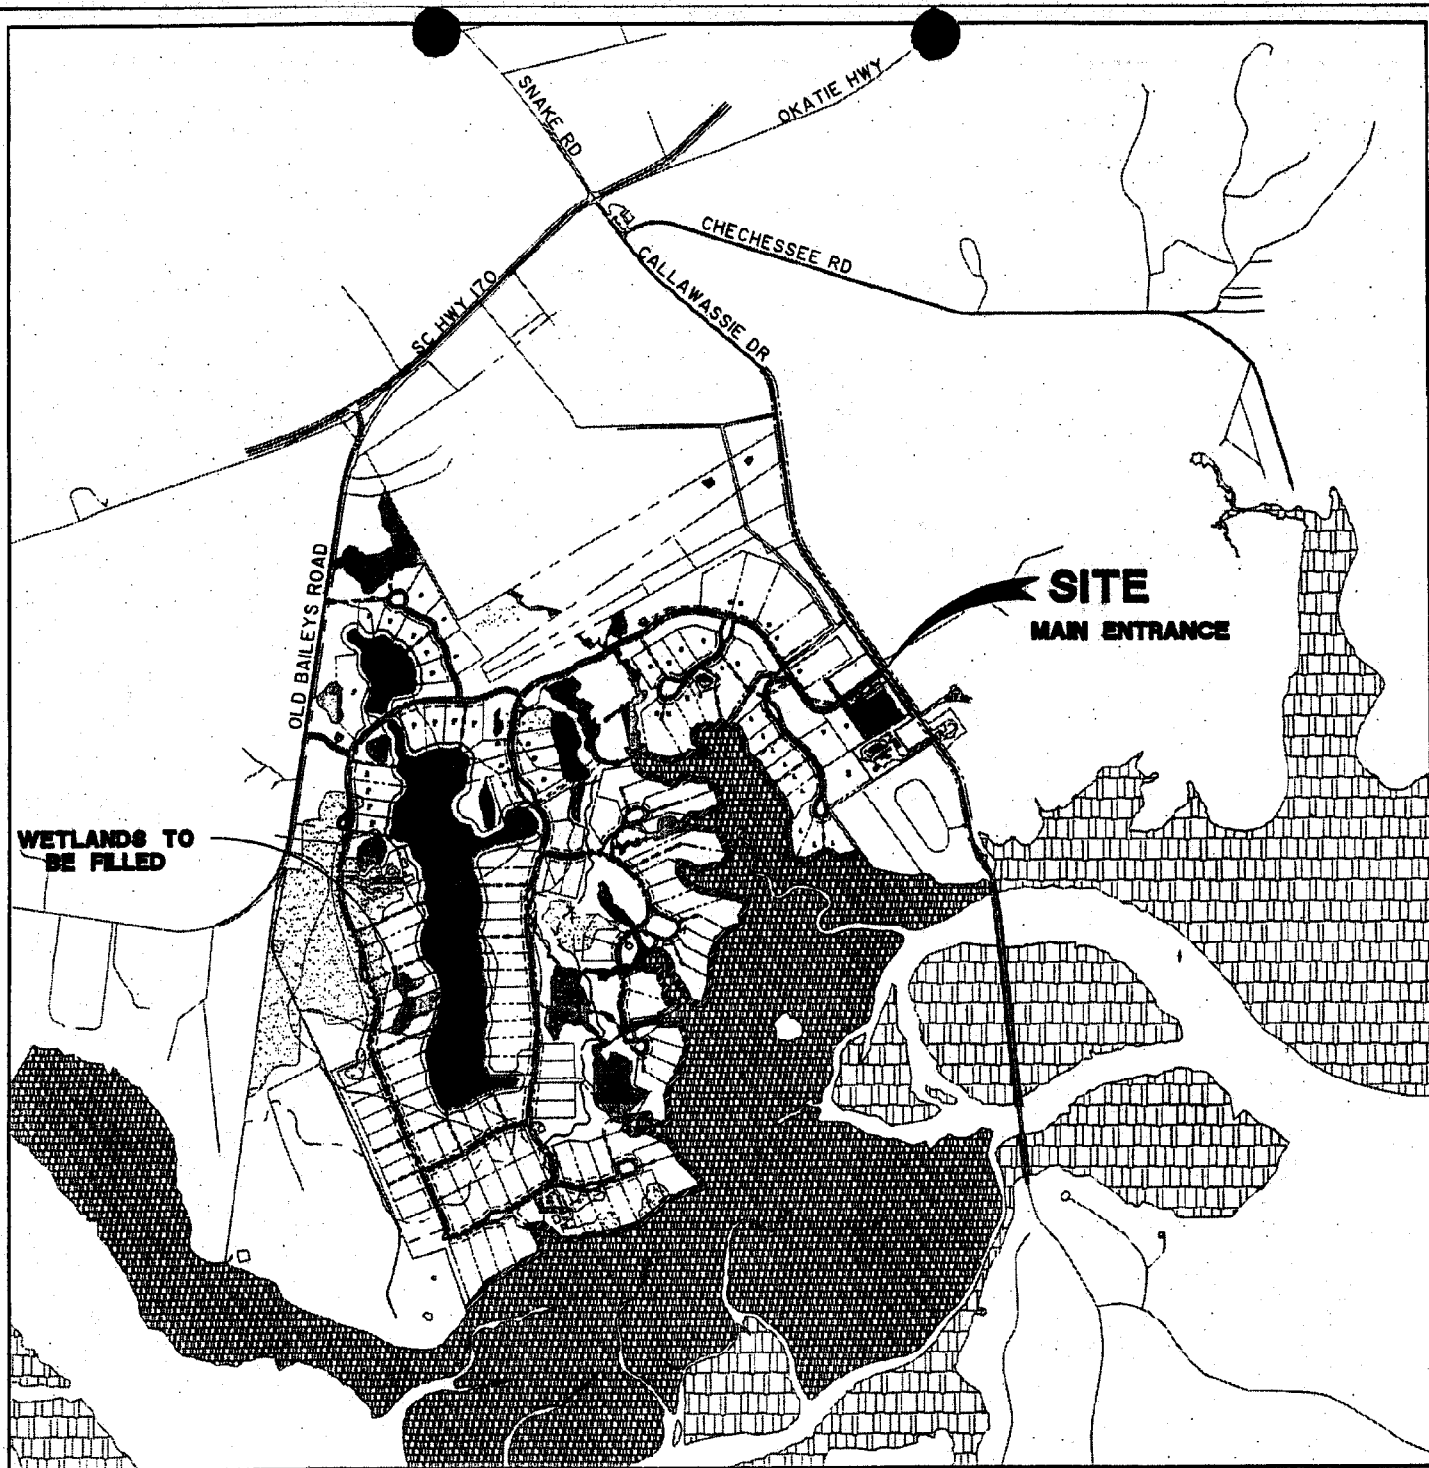 SNAKE RD
OKATIE HWY
CHECHESSEE RD
CALLAWASSIE DR
SC HWY 170
OLD BAILEYS ROAD
SITE
MAIN ENTRANCE
WETLANDS TO
BE FILLED